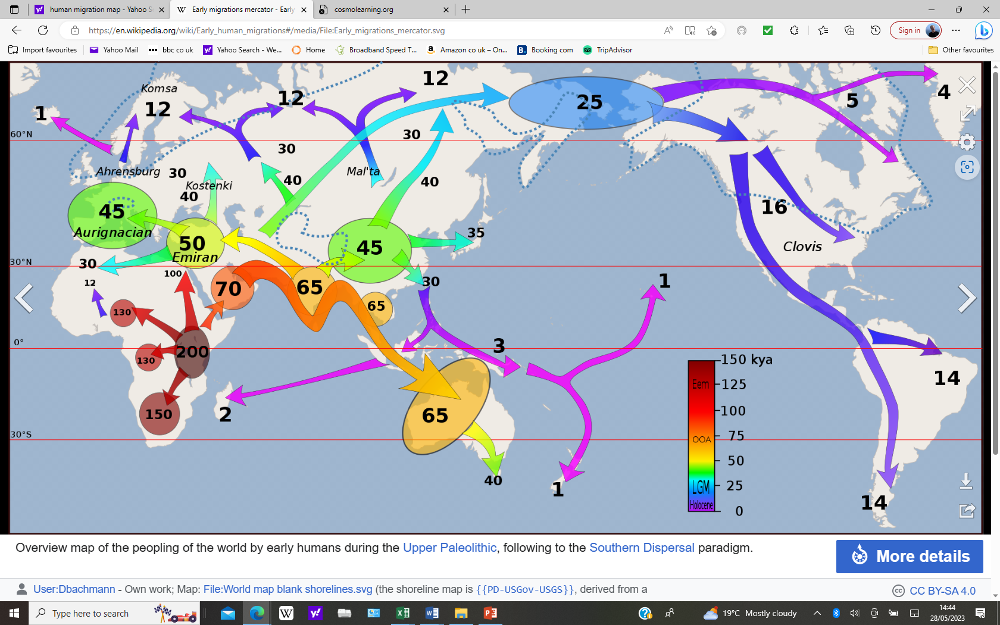 human migration map - Yahoo S
Early migrations mercator - Early
cosmolearning.org
https://en.wikipedia.org/wiki/Early_human_migrations#/media/File:Early_migrations_mercator.svg
Sign in
Import favourites
Yahoo Mail
bbc co uk
Yahoo Search - We...
Home
Broadband Speed T...
Amazon co uk – On...
Booking com
TripAdvisor
Other favourites
12
Komsa
12
12
25
5
4
1
60°N
30
30
Ahrensburg
30
Mal'ta
Kostenki
40
40
40
45
Aurignacian
50
Emiran
45
35
16
Clovis
30°N
30
100
12
70
65
30
1
65
130
0°
200
130
3
150 kya
Eem
125
14
150
2
65
100
30°S
OOA
75
50
40
LGM
25
1
Holocene
0
14
Overview map of the peopling of the world by early humans during the Upper Paleolithic, following to the Southern Dispersal paradigm.
More details
User:Dbachmann - Own work; Map: File:World map blank shorelines.svg (the shoreline map is {{PD-USGov-USGS}}, derived from a
CC BY-SA 4.0
Type here to search
19°C Mostly cloudy
14:44
28/05/2023